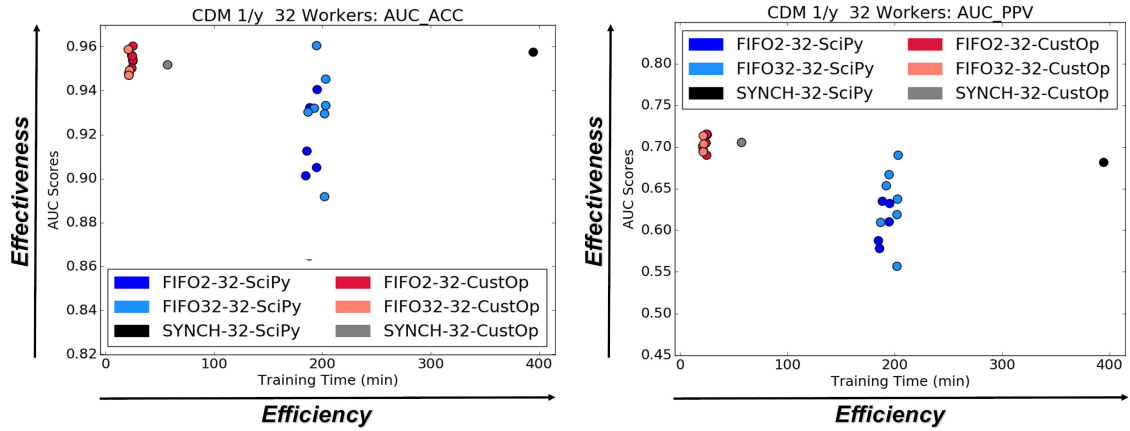 CDM 1/y 32 Workers: AUC_ACC
Effectiveness
AUC Scores
0.96
0.94
0.92
0.90
0.88
0.86
0.84
0.82
FIFO2-32-SciPy FIFO2-32-CustOp
FIFO32-32-SciPy FIFO32-32-CustOp
SYNCH-32-SciPy SYNCH-32-CustOp
0 100 200 300 400
Training Time (min)
Efficiency
CDM 1/y 32 Workers: AUC_PPV
Effectiveness
AUC Scores
FIFO2-32-SciPy FIFO2-32-CustOp
FIFO32-32-SciPy FIFO32-32-CustOp
SYNCH-32-SciPy SYNCH-32-CustOp
0.80
0.75
0.70
0.65
0.60
0.55
0.50
0.45
0 100 200 300 400
Training Time (min)
Efficiency